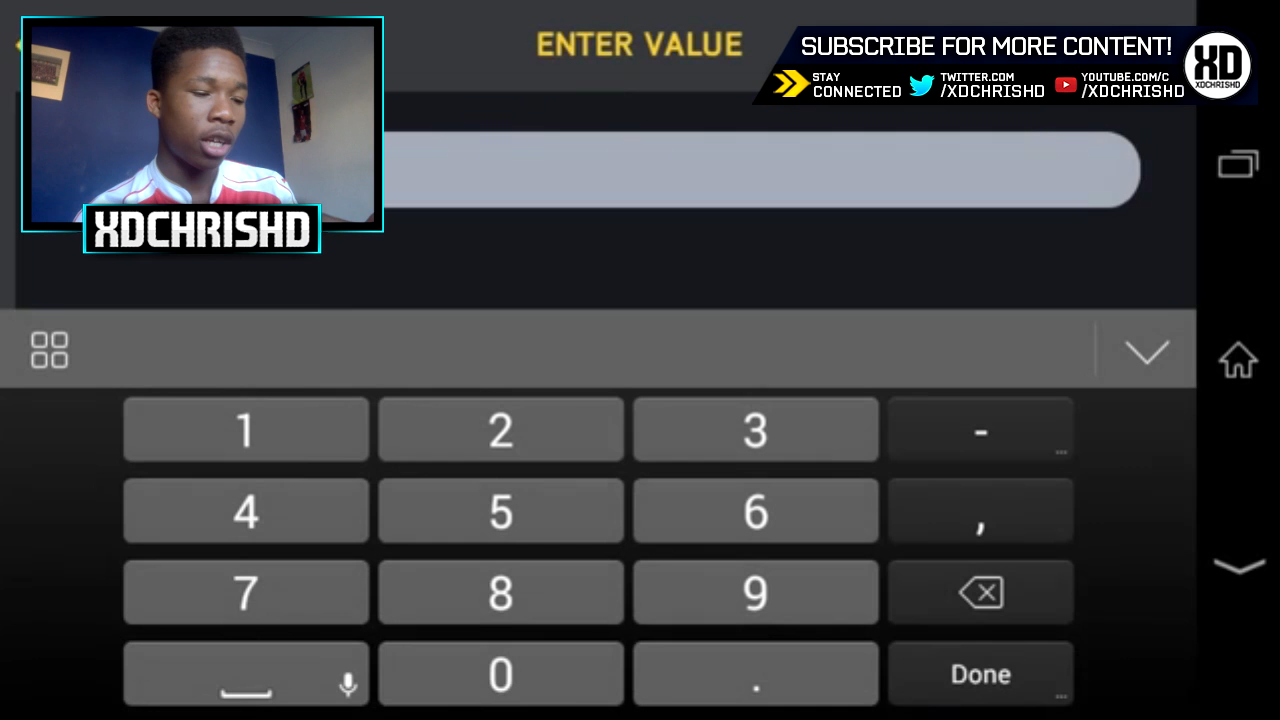 ENTER VALUE
SUBSCRIBE FOR MORE CONTENT!
STAY CONNECTED
TWITTER.COM /XDCHRISHD
YOUTUBE.COM/C /XDCHRISHD
XD
XDCHRISHD
XDCHRISHD
1 2 3 -
4 5 6 ,
7 8 9
0 . Done